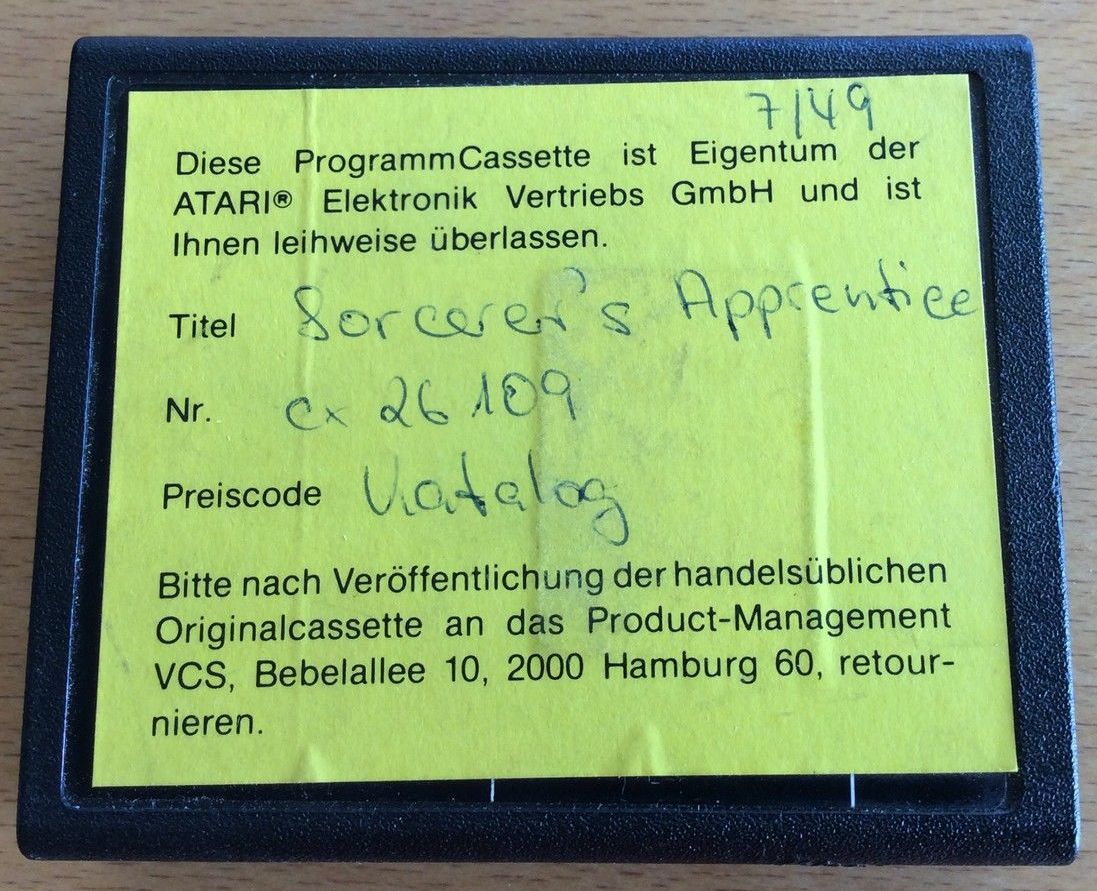 7/49
Diese ProgrammCassette ist Eigentum der
ATARI® Elektronik Vertriebs GmbH und ist
Ihnen leihweise überlassen.
Titel Sorcerer's Apprentice
Nr. cx 26 109
Preiscode Katalog
Bitte nach Veröffentlichung der handelsüblichen
Originalcassette an das Product-Management
VCS, Bebelallee 10, 2000 Hamburg 60, retour-
nieren.